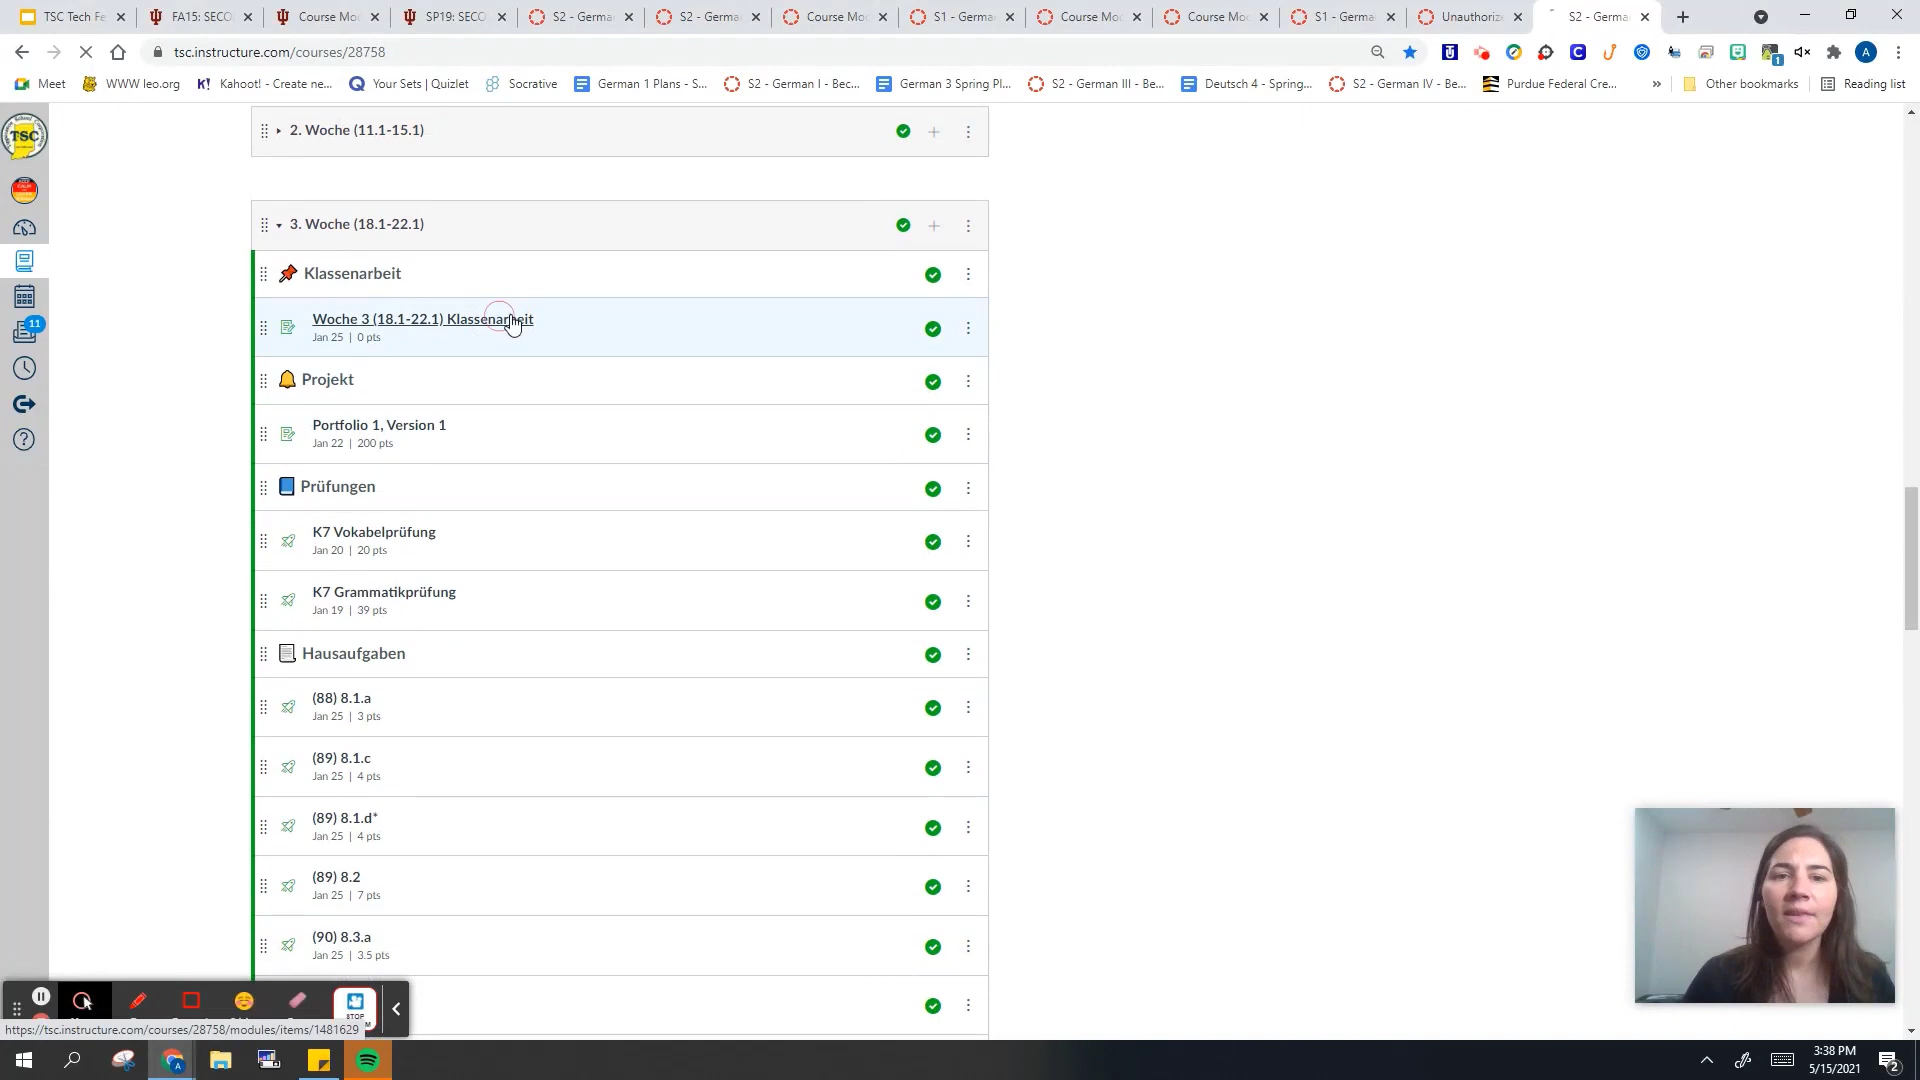 TSC Tech Fe
FA15: SECO
Course Mo
SP19: SECO
S2 - Germa
S2 - Germa
Course Mo
S1 - Germa
Course Mo
Course Mo
S1 - Germa
Unauthoriz
S2 - Germa
tsc.instructure.com/courses/28758
Meet
WWW leo.org
Kahoot! - Create ne...
Your Sets | Quizlet
Socrative
German 1 Plans - S...
S2 - German I - Bec...
German 3 Spring Pl...
S2 - German III - Be...
Deutsch 4 - Spring...
S2 - German IV - Be...
Purdue Federal Cre...
Other bookmarks
Reading list
TSC
11
2. Woche (11.1-15.1)
3. Woche (18.1-22.1)
Klassenarbeit
Woche 3 (18.1-22.1) Klassenarbeit
Jan 25 | 0 pts
Projekt
Portfolio 1, Version 1
Jan 22 | 200 pts
Prüfungen
K7 Vokabelprüfung
Jan 20 | 20 pts
K7 Grammatikprüfung
Jan 19 | 39 pts
Hausaufgaben
(88) 8.1.a
Jan 25 | 3 pts
(89) 8.1.c
Jan 25 | 4 pts
(89) 8.1.d*
Jan 25 | 4 pts
(89) 8.2
Jan 25 | 7 pts
(90) 8.3.a
Jan 25 | 3.5 pts
STOP
https://tsc.instructure.com/courses/28758/modules/items/1481629
3:38 PM
5/15/2021
2